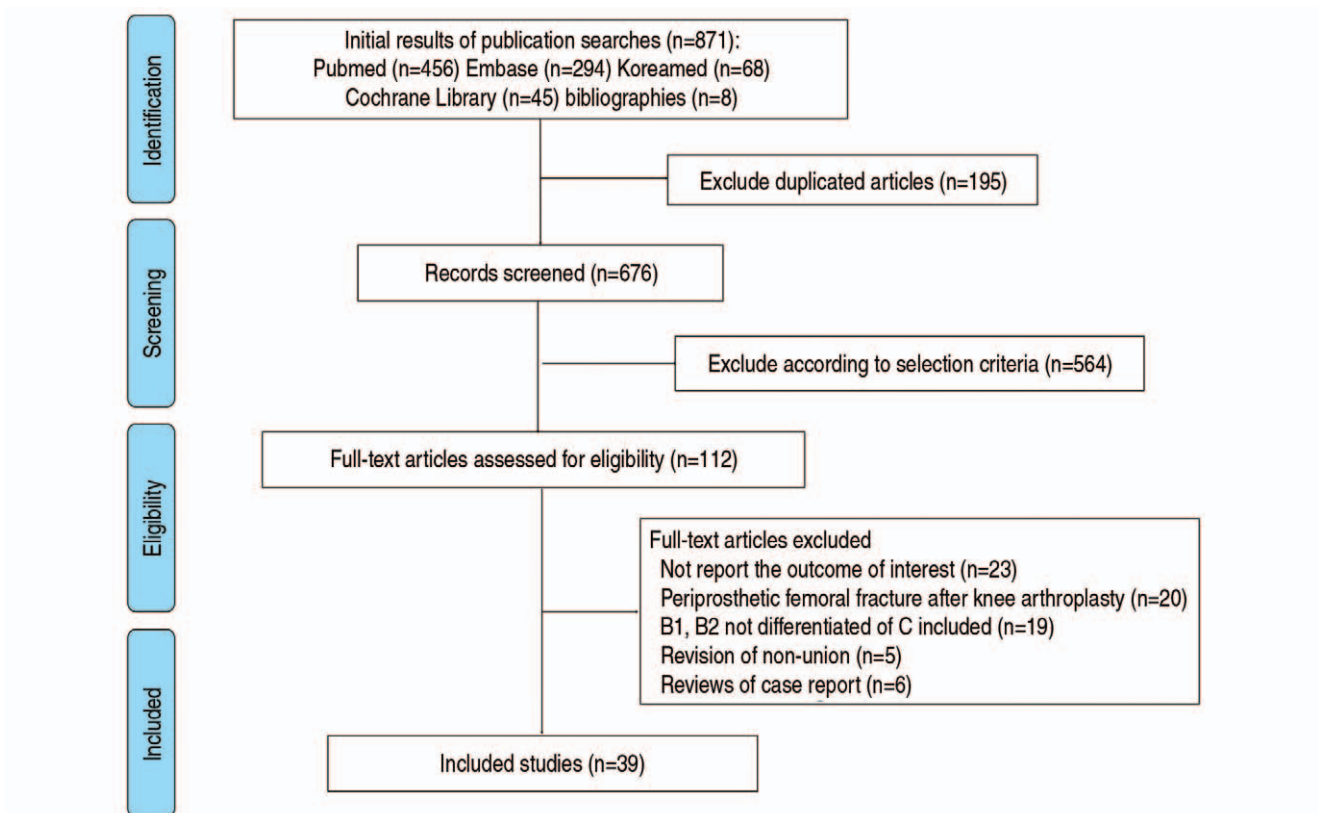 Identification
Initial results of publication searches (n=871):
Pubmed (n=456) Embase (n=294) Koreamed (n=68)
Cochrane Library (n=45) bibliographies (n=8)
Exclude duplicated articles (n=195)
Screening
Records screened (n=676)
Exclude according to selection criteria (n=564)
Eligibility
Full-text articles assessed for eligibility (n=112)
Full-text articles excluded
Not report the outcome of interest (n=23)
Periprosthetic femoral fracture after knee arthroplasty (n=20)
B1, B2 not differentiated of C included (n=19)
Revision of non-union (n=5)
Reviews of case report (n=6)
Included
Included studies (n=39)